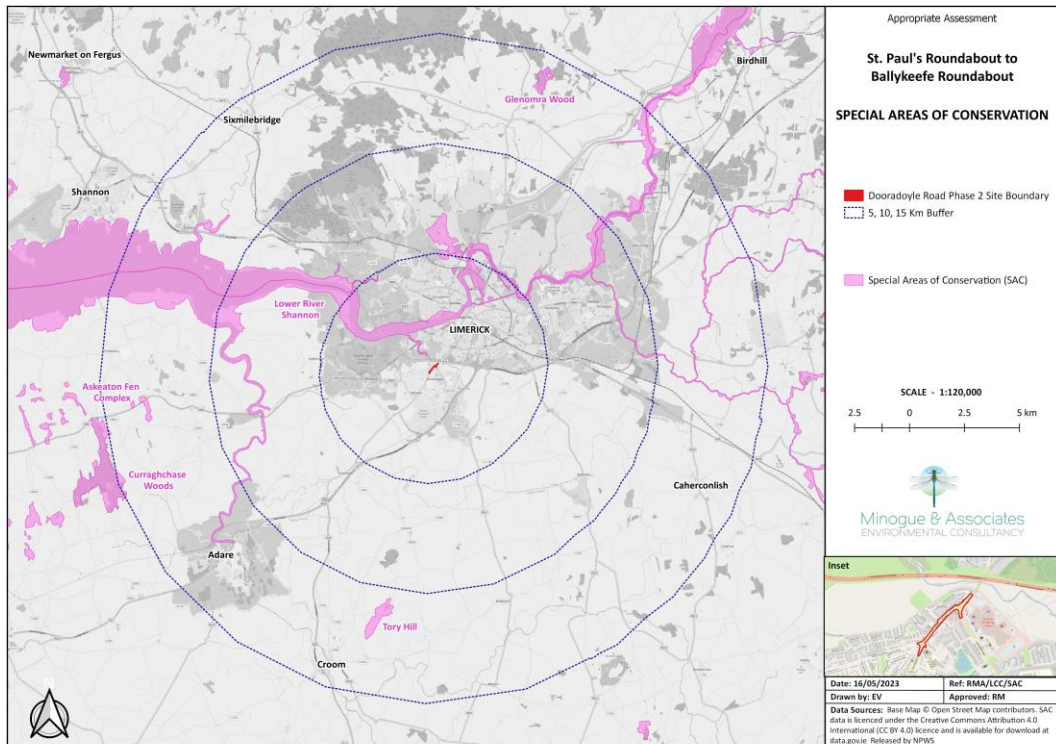 Newmarket on Fergus
Birdhill
Glenomra Wood
Sixmilebridge
Shannon
Lower River
Shannon
LIMERICK
Askeaton Fen
Complex
Curraghchase
Woods
Caherconlish
Adare
Tory Hill
Croom
N
Appropriate Assessment
St. Paul's Roundabout to
Ballykeefe Roundabout
SPECIAL AREAS OF CONSERVATION
Dooradoyle Road Phase 2 Site Boundary
5, 10, 15 Km Buffer
Special Areas of Conservation (SAC)
SCALE - 1:120,000
2.5 0 2.5 5 km
Minogue & Associates
ENVIRONMENTAL CONSULTANCY
Inset
Date: 16/05/2023 Ref: RMA/LCC/SAC
Drawn by: EV Approved: RM
Data Sources: Base Map © Open Street Map contributors. SAC
data is licenced under the Creative Commons Attribution 4.0
International (CC BY 4.0) licence and is available for download at
data.gov.ie Released by NPWS